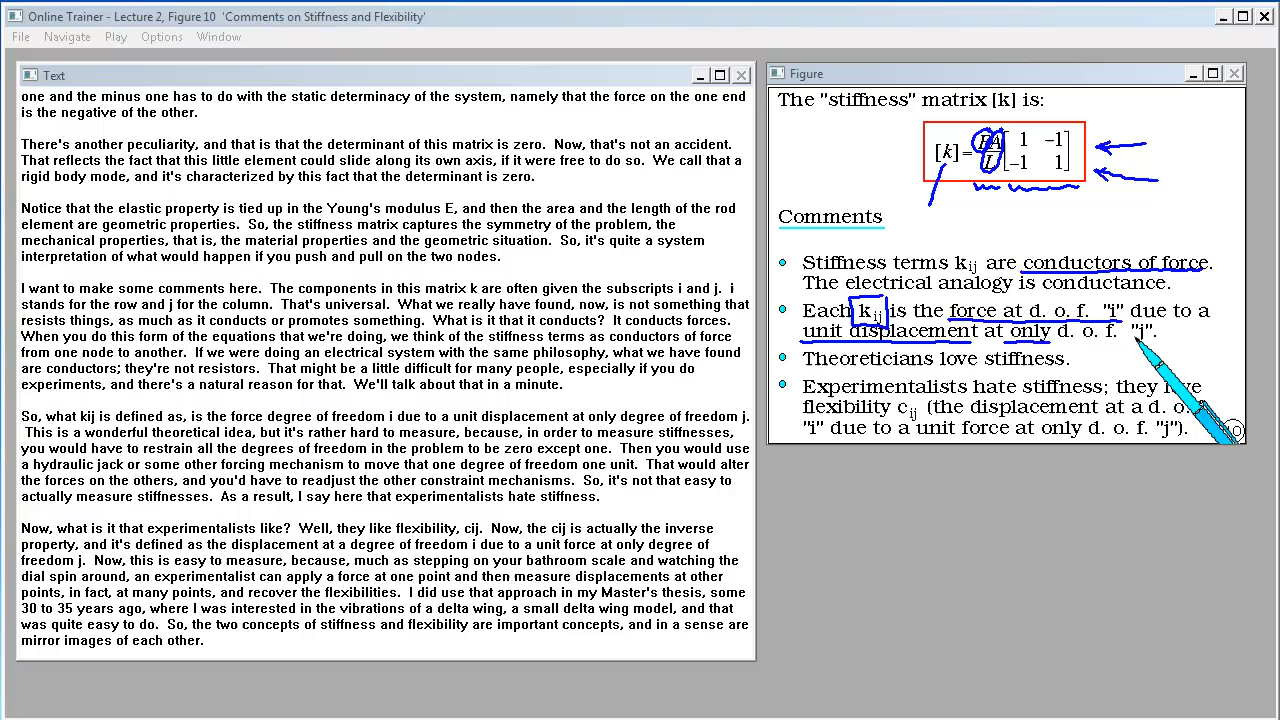 Online Trainer - Lecture 2, Figure 10 'Comments on Stiffness and Flexibility'
File Navigate Play Options Window
Text
one and the minus one has to do with the static determinacy of the system, namely that the force on the one end
is the negative of the other.
There's another peculiarity, and that is that the determinant of this matrix is zero. Now, that's not an accident.
That reflects the fact that this little element could slide along its own axis, if it were free to do so. We call that a
rigid body mode, and it's characterized by this fact that the determinant is zero.
Notice that the elastic property is tied up in the Young's modulus E, and then the area and the length of the rod
element are geometric properties. So, the stiffness matrix captures the symmetry of the problem, the
mechanical properties, that is, the material properties and the geometric situation. So, it's quite a system
interpretation of what would happen if you push and pull on the two nodes.
I want to make some comments here. The components in this matrix k are often given the subscripts i and j. i
stands for the row and j for the column. That's universal. What we really have found, now, is not something that
resists things, as much as it conducts or promotes something. What is it that it conducts? It conducts forces.
When you do this form of the equations that we're doing, we think of the stiffness terms as conductors of force
from one node to another. If we were doing an electrical system with the same philosophy, what we have found
are conductors; they're not resistors. That might be a little difficult for many people, especially if you do
experiments, and there's a natural reason for that. We'll talk about that in a minute.
So, what kij is defined as, is the force degree of freedom i due to a unit displacement at only degree of freedom j.
This is a wonderful theoretical idea, but it's rather hard to measure, because, in order to measure stiffnesses,
you would have to restrain all the degrees of freedom in the problem to be zero except one. Then you would use
a hydraulic jack or some other forcing mechanism to move that one degree of freedom one unit. That would alter
the forces on the others, and you'd have to readjust the other constraint mechanisms. So, it's not that easy to
actually measure stiffnesses. As a result, I say here that experimentalists hate stiffness.
Now, what is it that experimentalists like? Well, they like flexibility, cij. Now, the cij is actually the inverse
property, and it's defined as the displacement at a degree of freedom i due to a unit force at only degree of
freedom j. Now, this is easy to measure, because, much as stepping on your bathroom scale and watching the
dial spin around, an experimentalist can apply a force at one point and then measure displacements at other
points, in fact, at many points, and recover the flexibilities. I did use that approach in my Master's thesis, some
30 to 35 years ago, where I was interested in the vibrations of a delta wing, a small delta wing model, and that
was quite easy to do. So, the two concepts of stiffness and flexibility are important concepts, and in a sense are
mirror images of each other.
Figure
The "stiffness" matrix [k] is:
[k]= EA/L [1 -1
-1 1]
Comments
• Stiffness terms kij are conductors of force.
The electrical analogy is conductance.
• Each kij is the force at d. o. f. "i" due to a
unit displacement at only d. o. f. "j".
• Theoreticians love stiffness.
• Experimentalists hate stiffness; they love
flexibility cij (the displacement at a d. o. f.
"i" due to a unit force at only d. o. f. "j").